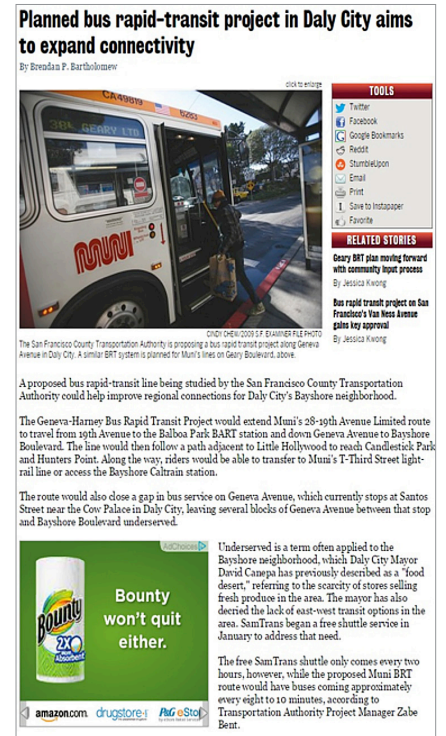 Planned bus rapid-transit project in Daly City aims
to expand connectivity
By Brendan P. Bartholomew
click to enlarge
CA49819
6283
38L GEARY LTD
MUNI
CINDY CHEW/2009 S.F. EXAMINER FILE PHOTO
The San Francisco County Transportation Authority is proposing a bus rapid transit project along Geneva
Avenue in Daly City. A similar BRT system is planned for Muni's lines on Geary Boulevard, above.
TOOLS
Twitter
Facebook
Google Bookmarks
Reddit
StumbleUpon
Email
Print
Save to Instapaper
Favorite
RELATED STORIES
Geary BRT plan moving forward
with community input process
By Jessica Kwong
Bus rapid transit project on San
Francisco's Van Ness Avenue
gains key approval
By Jessica Kwong
A proposed bus rapid-transit line being studied by the San Francisco County Transportation
Authority could help improve regional connections for Daly City's Bayshore neighborhood.
The Geneva-Harney Bus Rapid Transit Project would extend Muni's 28-19th Avenue Limited route
to travel from 19th Avenue to the Balboa Park BART station and down Geneva Avenue to Bayshore
Boulevard. The line would then follow a path adjacent to Little Hollywood to reach Candlestick Park
and Hunters Point. Along the way, riders would be able to transfer to Muni's T-Third Street light-
rail line or access the Bayshore Caltrain station.
The route would also close a gap in bus service on Geneva Avenue, which currently stops at Santos
Street near the Cow Palace in Daly City, leaving several blocks of Geneva Avenue between that stop
and Bayshore Boulevard underserved.
AdChoices
Bounty
2X
Absorbent
Bounty
won't quit
either.
amazon.com
drugstore
P&G eStore
Underserved is a term often applied to the
Bayshore neighborhood, which Daly City Mayor
David Canepa has previously described as a "food
desert," referring to the scarcity of stores selling
fresh produce in the area. The mayor has also
decried the lack of east-west transit options in the
area. SamTrans began a free shuttle service in
January to address that need.
The free SamTrans shuttle only comes every two
hours, however, while the proposed Muni BRT
route would have buses coming approximately
every eight to 10 minutes, according to
Transportation Authority Project Manager Zabe
Bent.